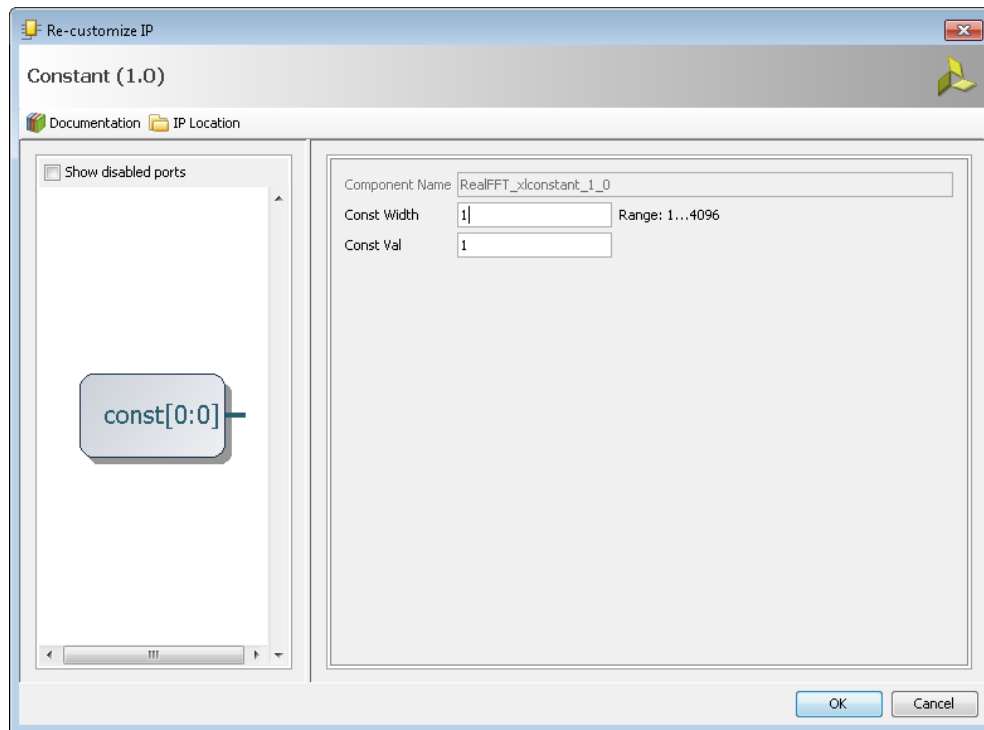 Re-customize IP
Constant (1.0)
Documentation IP Location
Show disabled ports
Component Name RealFFT_xlconstant_1_0
Const Width 1 Range: 1...4096
Const Val 1
const[0:0]
OK Cancel